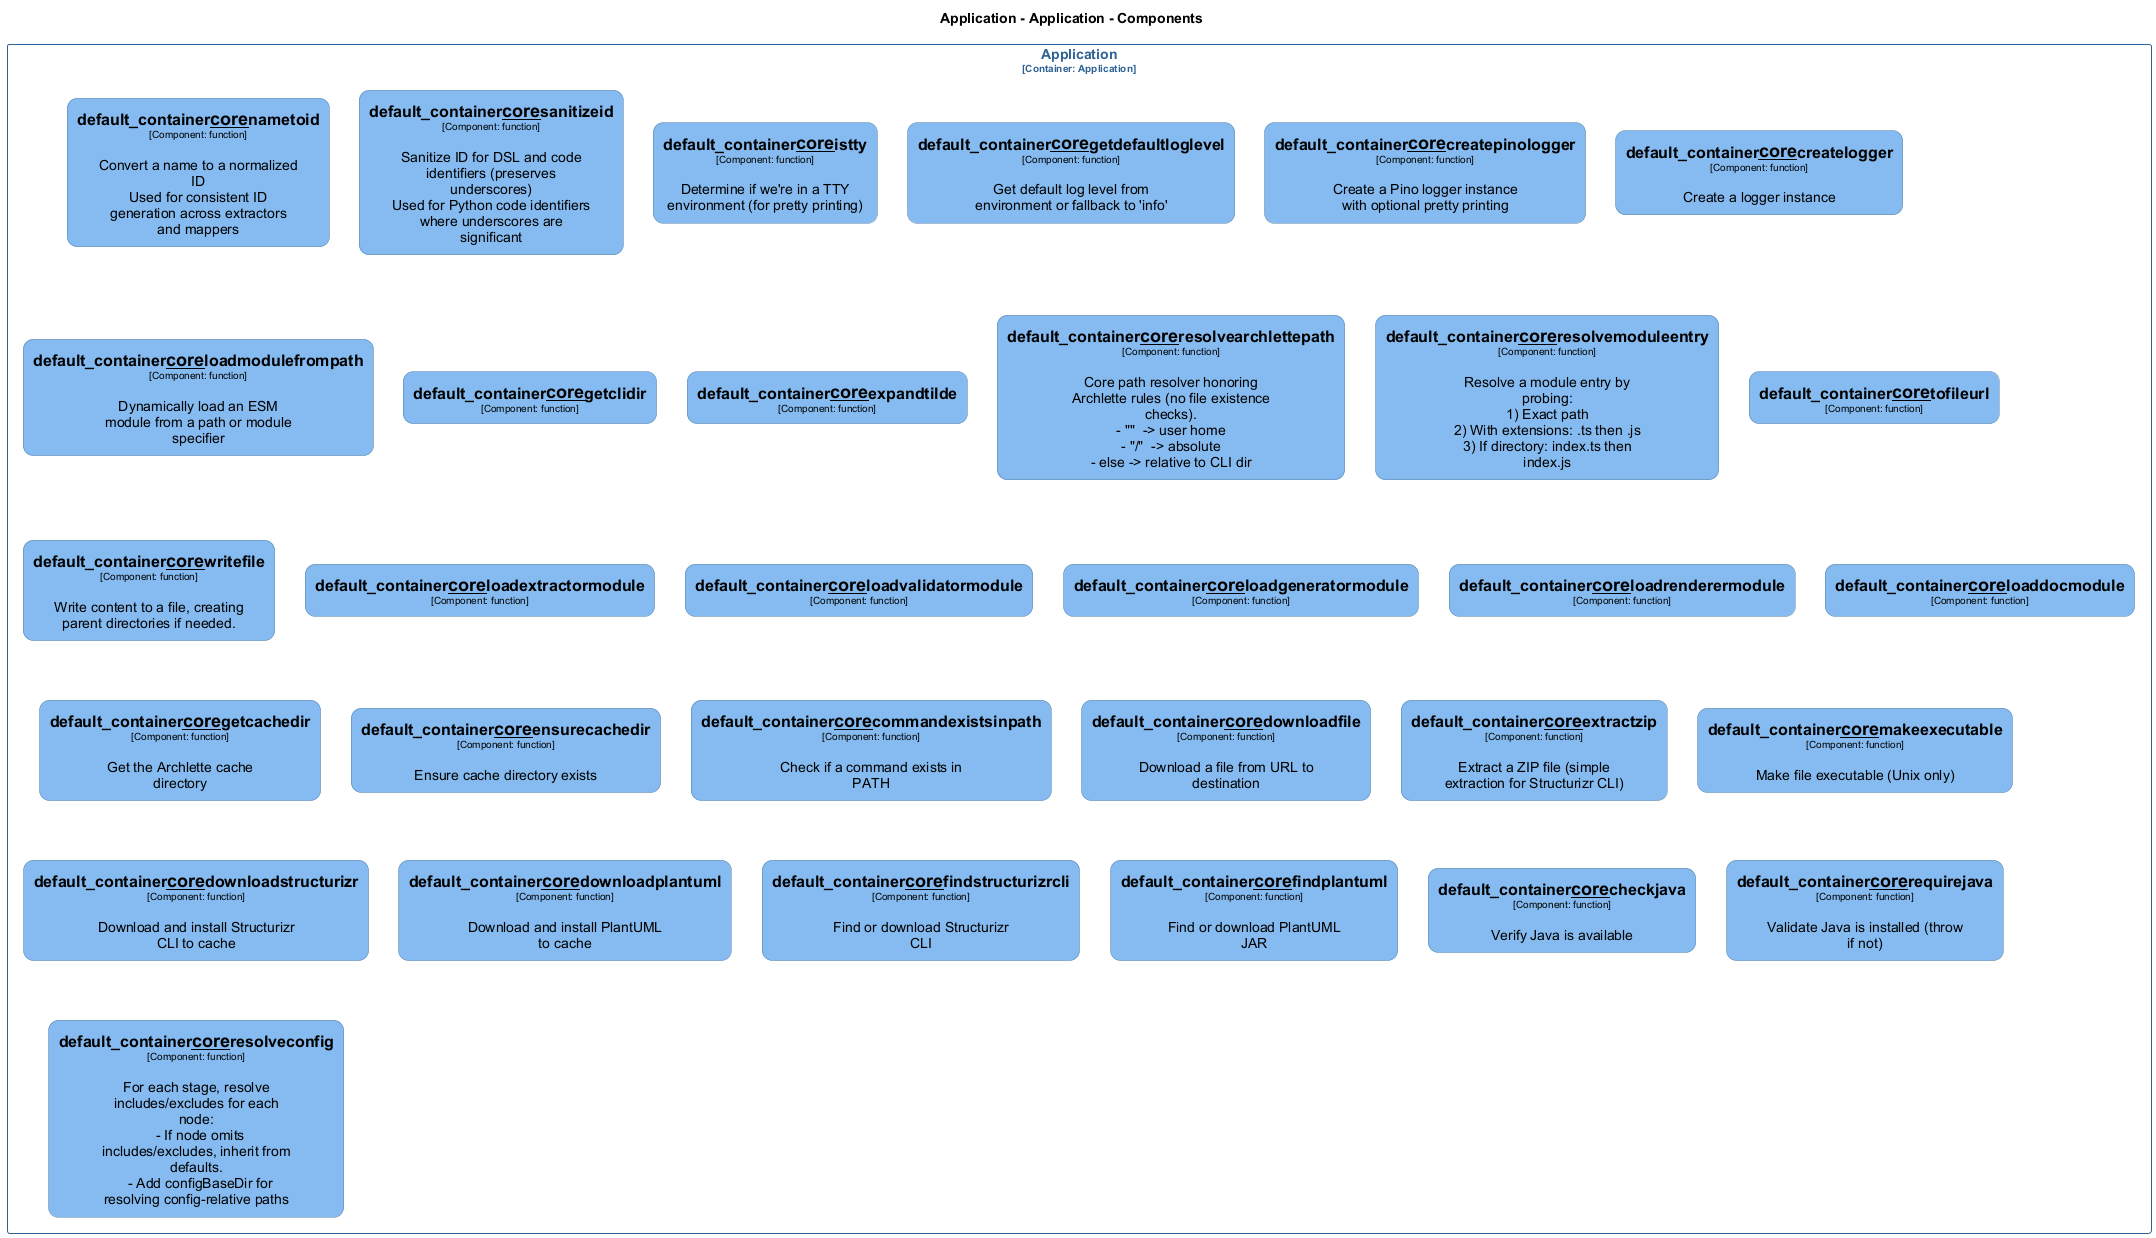 Application - Application - Components
Application
[Container: Application]
default_containercorenametoid
[Component: function]
Convert a name to a normalized
ID
Used for consistent ID
generation across extractors
and mappers
default_containercoresanitizeid
[Component: function]
Sanitize ID for DSL and code
identifiers (preserves
underscores)
Used for Python code identifiers
where underscores are
significant
default_containercoreistty
[Component: function]
Determine if we're in a TTY
environment (for pretty printing)
default_containercoregetdefaultloglevel
[Component: function]
Get default log level from
environment or fallback to 'info'
default_containercorecreatepinologger
[Component: function]
Create a Pino logger instance
with optional pretty printing
default_containercorecreatelogger
[Component: function]
Create a logger instance
default_containercoreloadmodulefrompath
[Component: function]
Dynamically load an ESM
module from a path or module
specifier
default_containercoregetclidir
[Component: function]
default_containercoreexpandtilde
[Component: function]
default_containercoreresolvearchlettepath
[Component: function]
Core path resolver honoring
Archlette rules (no file existence
checks).
- "" -> user home
- "/" -> absolute
- else -> relative to CLI dir
default_containercoreresolvemoduleentry
[Component: function]
Resolve a module entry by
probing:
1) Exact path
2) With extensions: .ts then .js
3) If directory: index.ts then
index.js
default_containercoretofileurl
[Component: function]
default_containercorewritefile
[Component: function]
Write content to a file, creating
parent directories if needed.
default_containercoreloadextractormodule
[Component: function]
default_containercoreloadvalidatormodule
[Component: function]
default_containercoreloadgeneratormodule
[Component: function]
default_containercoreloadrenderermodule
[Component: function]
default_containercoreloaddocmodule
[Component: function]
default_containercoregetcachedir
[Component: function]
Get the Archlette cache
directory
default_containercoreensurecachedir
[Component: function]
Ensure cache directory exists
default_containercorecommandexistsinpath
[Component: function]
Check if a command exists in
PATH
default_containercoredownloadfile
[Component: function]
Download a file from URL to
destination
default_containercoreextractzip
[Component: function]
Extract a ZIP file (simple
extraction for Structurizr CLI)
default_containercoremakeexecutable
[Component: function]
Make file executable (Unix only)
default_containercoredownloadstructurizr
[Component: function]
Download and install Structurizr
CLI to cache
default_containercoredownloadplantuml
[Component: function]
Download and install PlantUML
to cache
default_containercorefindstructurizrcli
[Component: function]
Find or download Structurizr
CLI
default_containercorefindplantuml
[Component: function]
Find or download PlantUML
JAR
default_containercorecheckjava
[Component: function]
Verify Java is available
default_containercorerequirejava
[Component: function]
Validate Java is installed (throw
if not)
default_containercoreresolveconfig
[Component: function]
For each stage, resolve
includes/excludes for each
node:
- If node omits
includes/excludes, inherit from
defaults.
- Add configBaseDir for
resolving config-relative paths